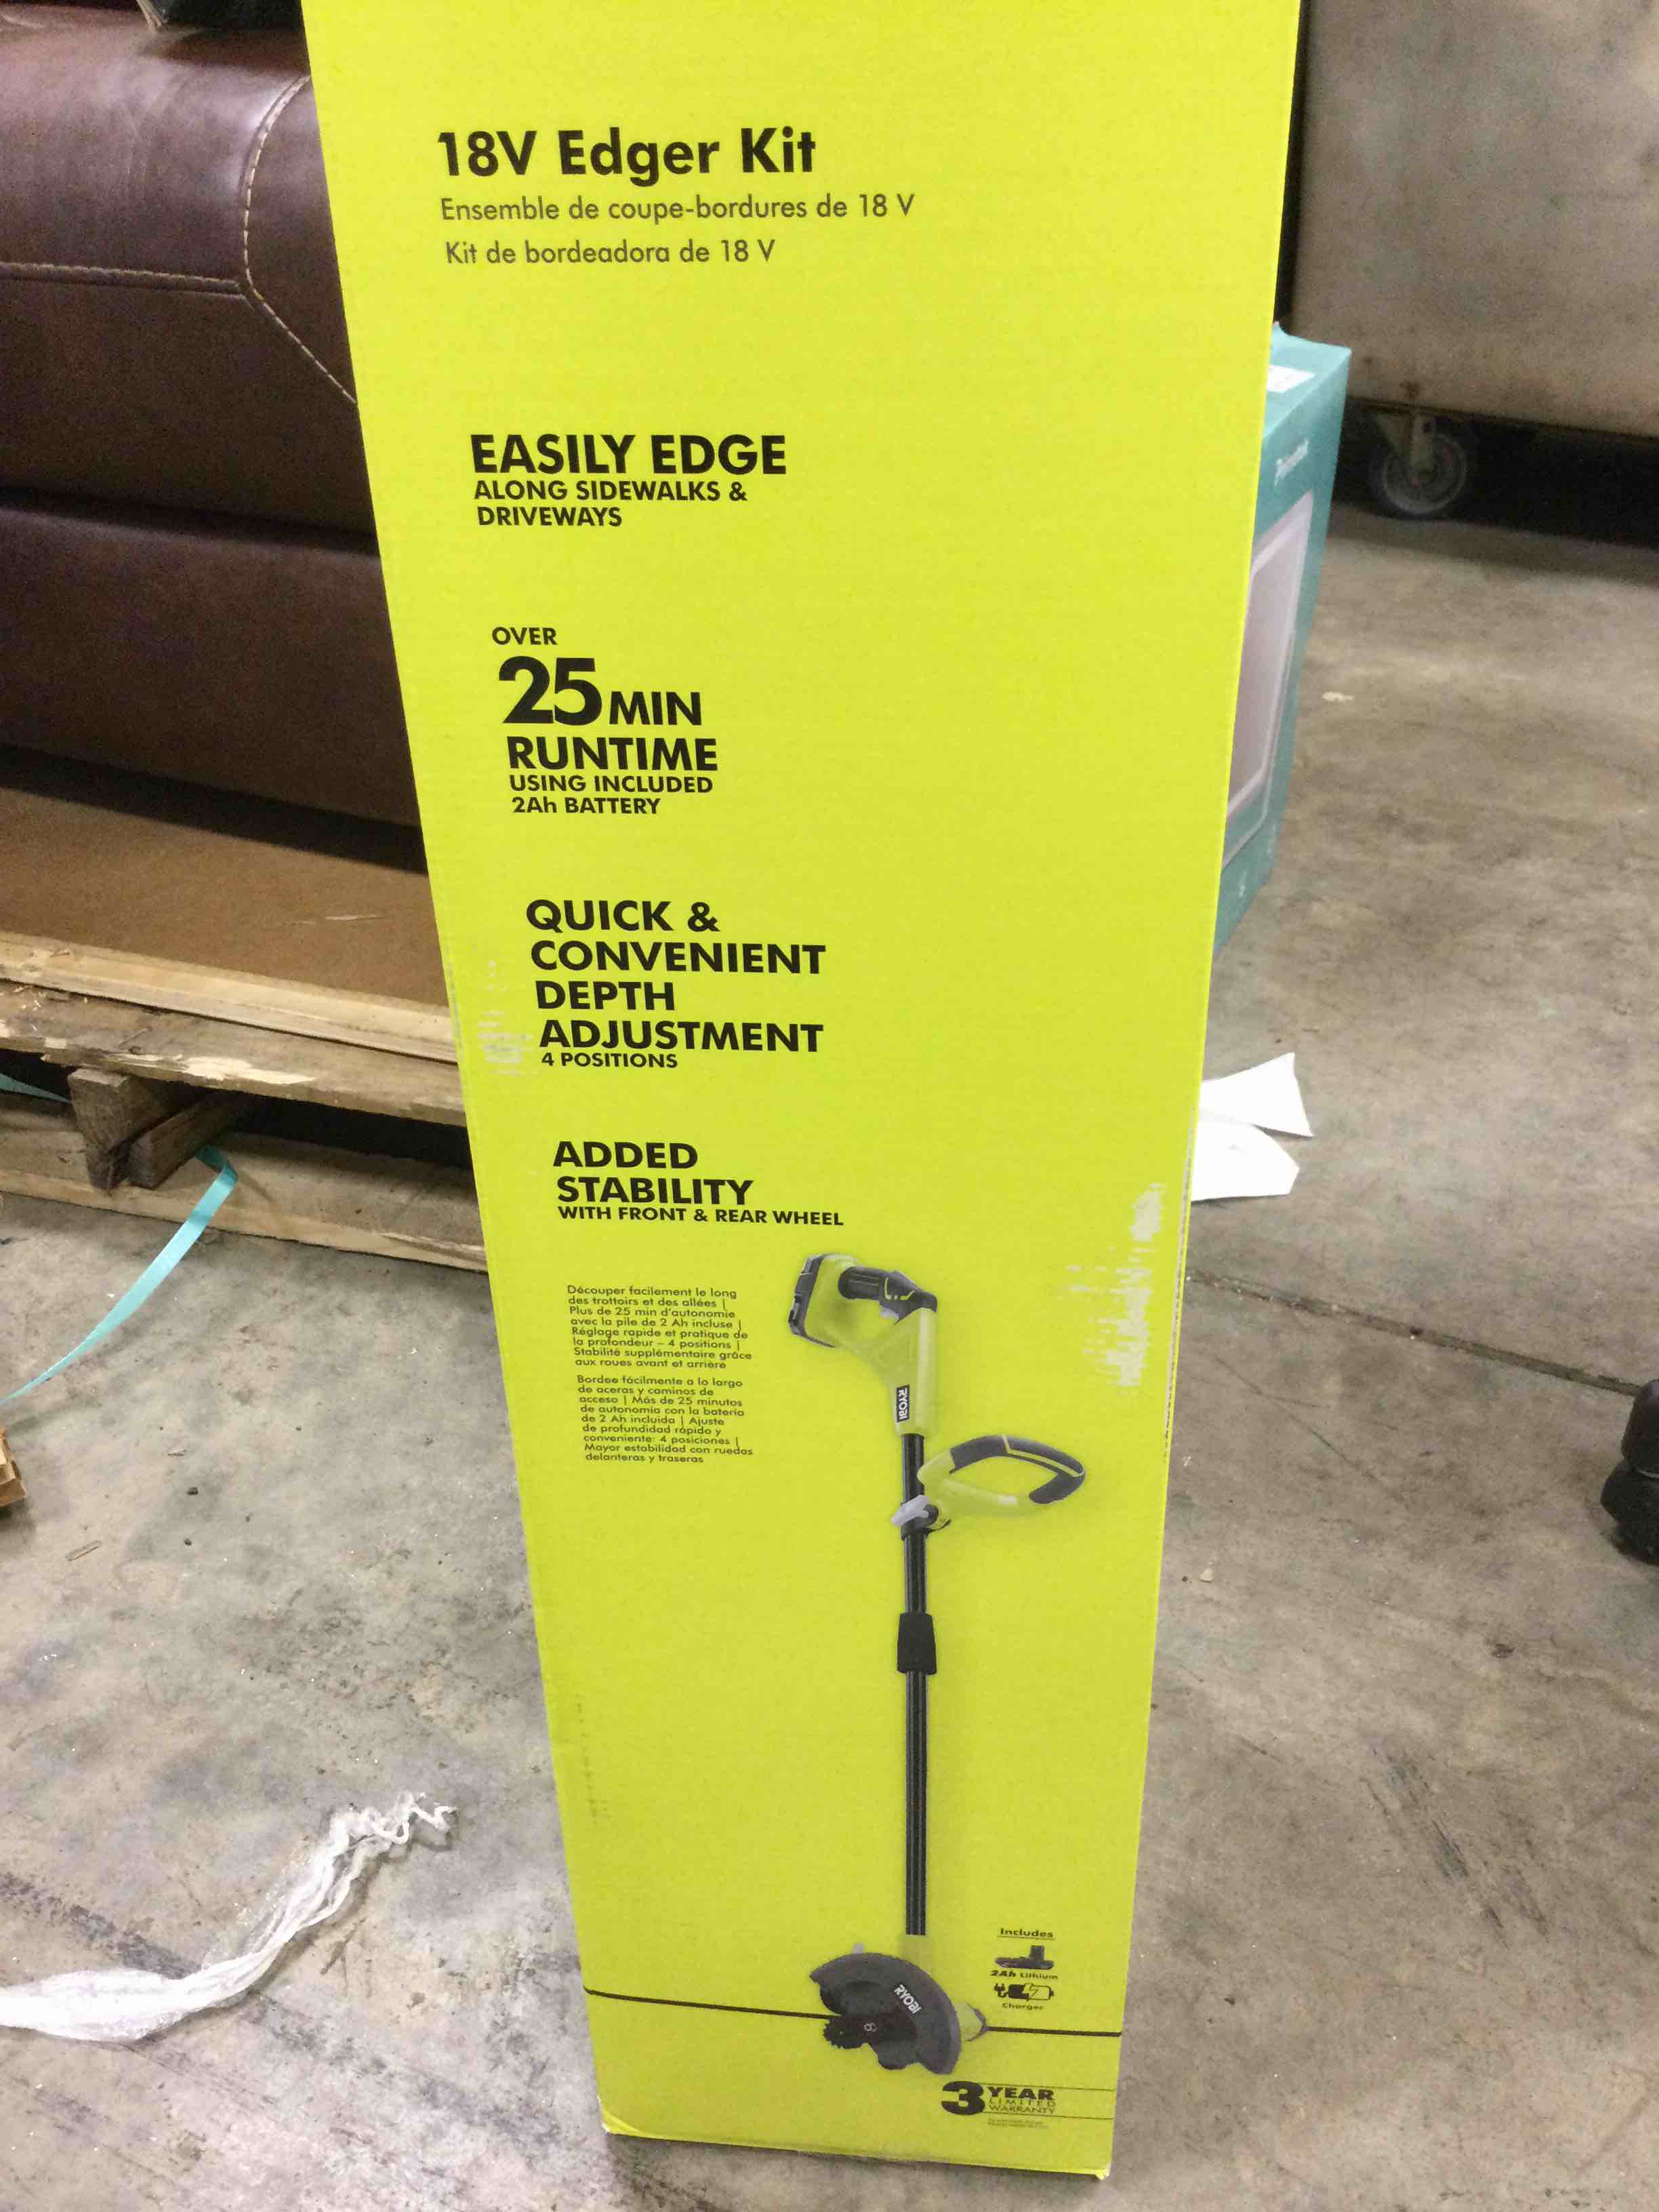 18V Edger Kit
Ensemble de coupe-bordures de 18 V
Kit de bordeadora de 18 V
EASILY EDGE
ALONG SIDEWALKS &
DRIVEWAYS
OVER
25 MIN
RUNTIME
USING INCLUDED
2Ah BATTERY
QUICK &
CONVENIENT
DEPTH
ADJUSTMENT
4 POSITIONS
ADDED
STABILITY
WITH FRONT & REAR WHEEL
Découper facilement le long
des trottoirs et des allées |
Plus de 25 min d'autonomie
avec la pile de 2 Ah incluse |
Réglage rapide et pratique de
la profondeur – 4 positions |
Stabilité supplémentaire grâce
aux roues avant et arrière
Bordee fácilmente a lo largo
de aceras y caminos de
acceso | Más de 25 minutos
de autonomía con la batería
de 2 Ah incluida | Ajuste
de profundidad rápido y
conveniente: 4 posiciones |
Mayor estabilidad con ruedas
delanteras y traseras
RYOBI
Includes
2Ah Lithium
Charger
RYOBI
8
3 YEAR
LIMITED
WARRANTY